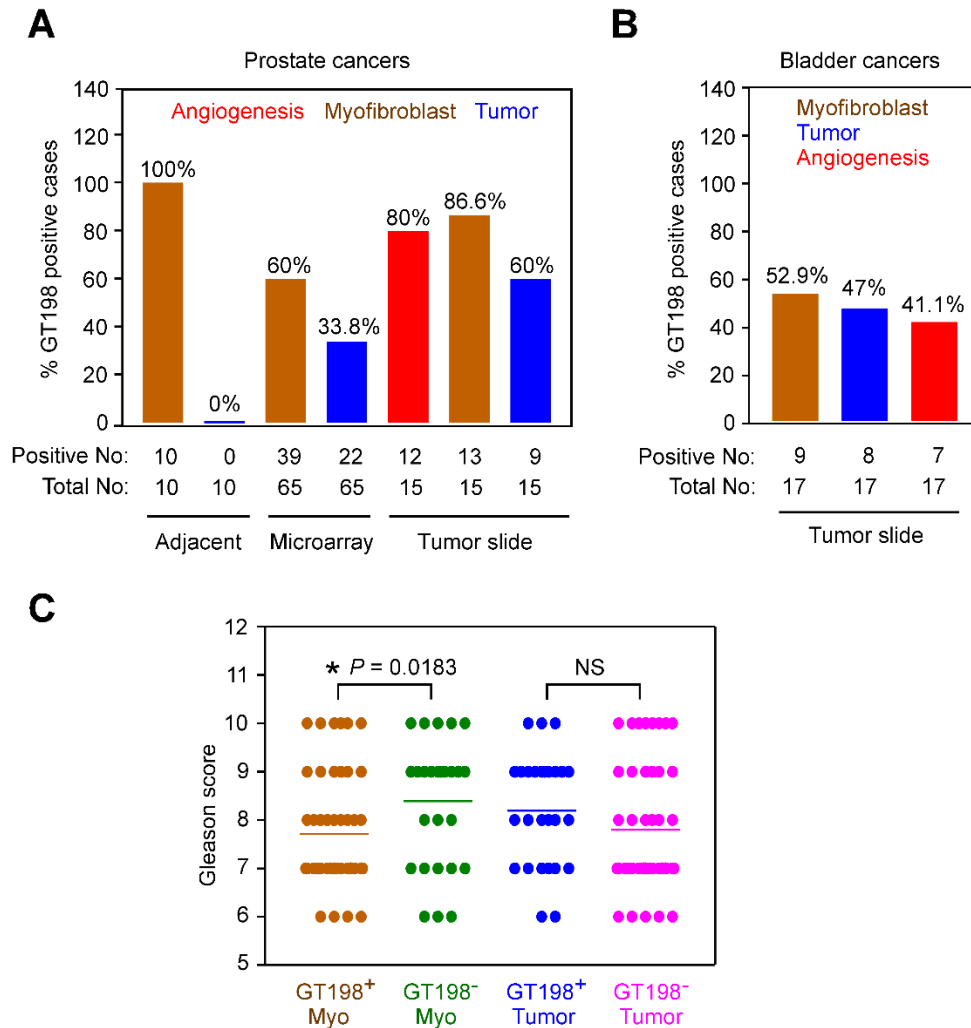 A
Prostate cancers
140
120
100
80
60
40
20
0
% GT198 positive cases
Angiogenesis Myofibroblast Tumor
100%
0%
60%
33.8%
80%
86.6%
60%
Positive No: 10 0 39 22 12 13 9
Total No: 10 10 65 65 15 15 15
Adjacent Microarray Tumor slide
B
Bladder cancers
140
120
100
80
60
40
20
0
% GT198 positive cases
Myofibroblast
Tumor
Angiogenesis
52.9%
47%
41.1%
Positive No: 9 8 7
Total No: 17 17 17
Tumor slide
C
12
11
10
9
8
7
6
5
Gleason score
* P = 0.0183
NS
GT198+ GT198- GT198+ GT198-
Myo Myo Tumor Tumor